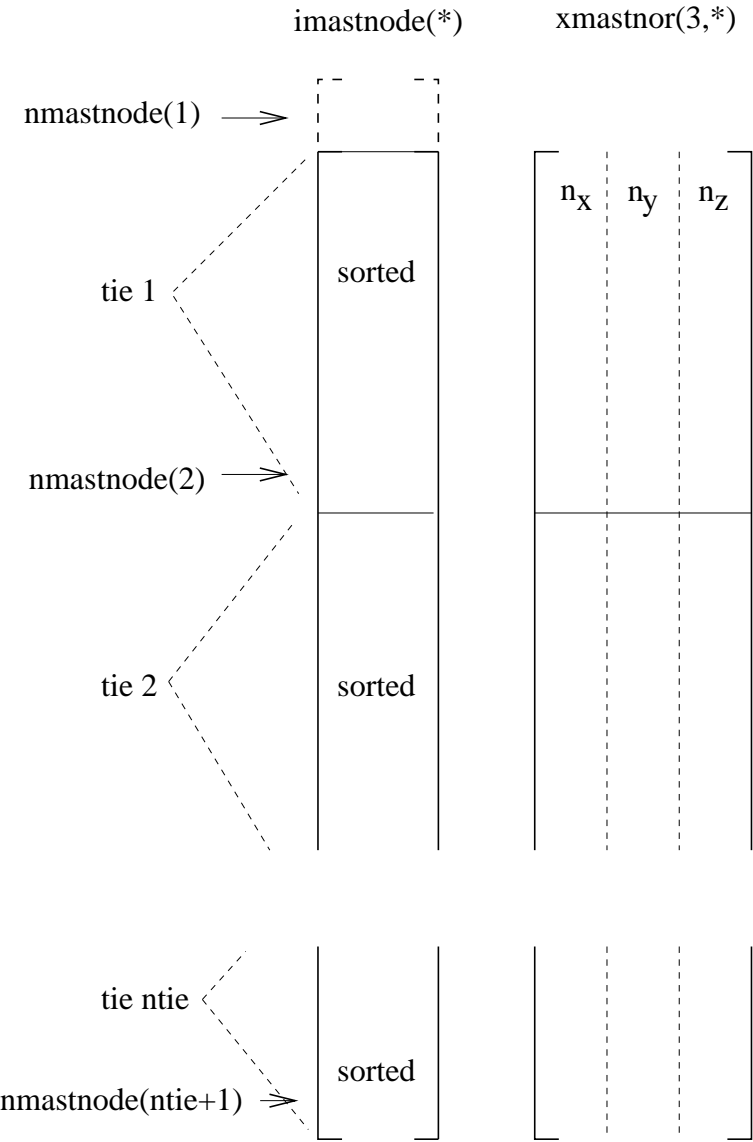 imastnode(*) xmastnor(3,*)
nmastnode(1)
n_x n_y n_z
sorted
tie 1
nmastnode(2)
tie 2 sorted
tie ntie
sorted
nmastnode(ntie+1)